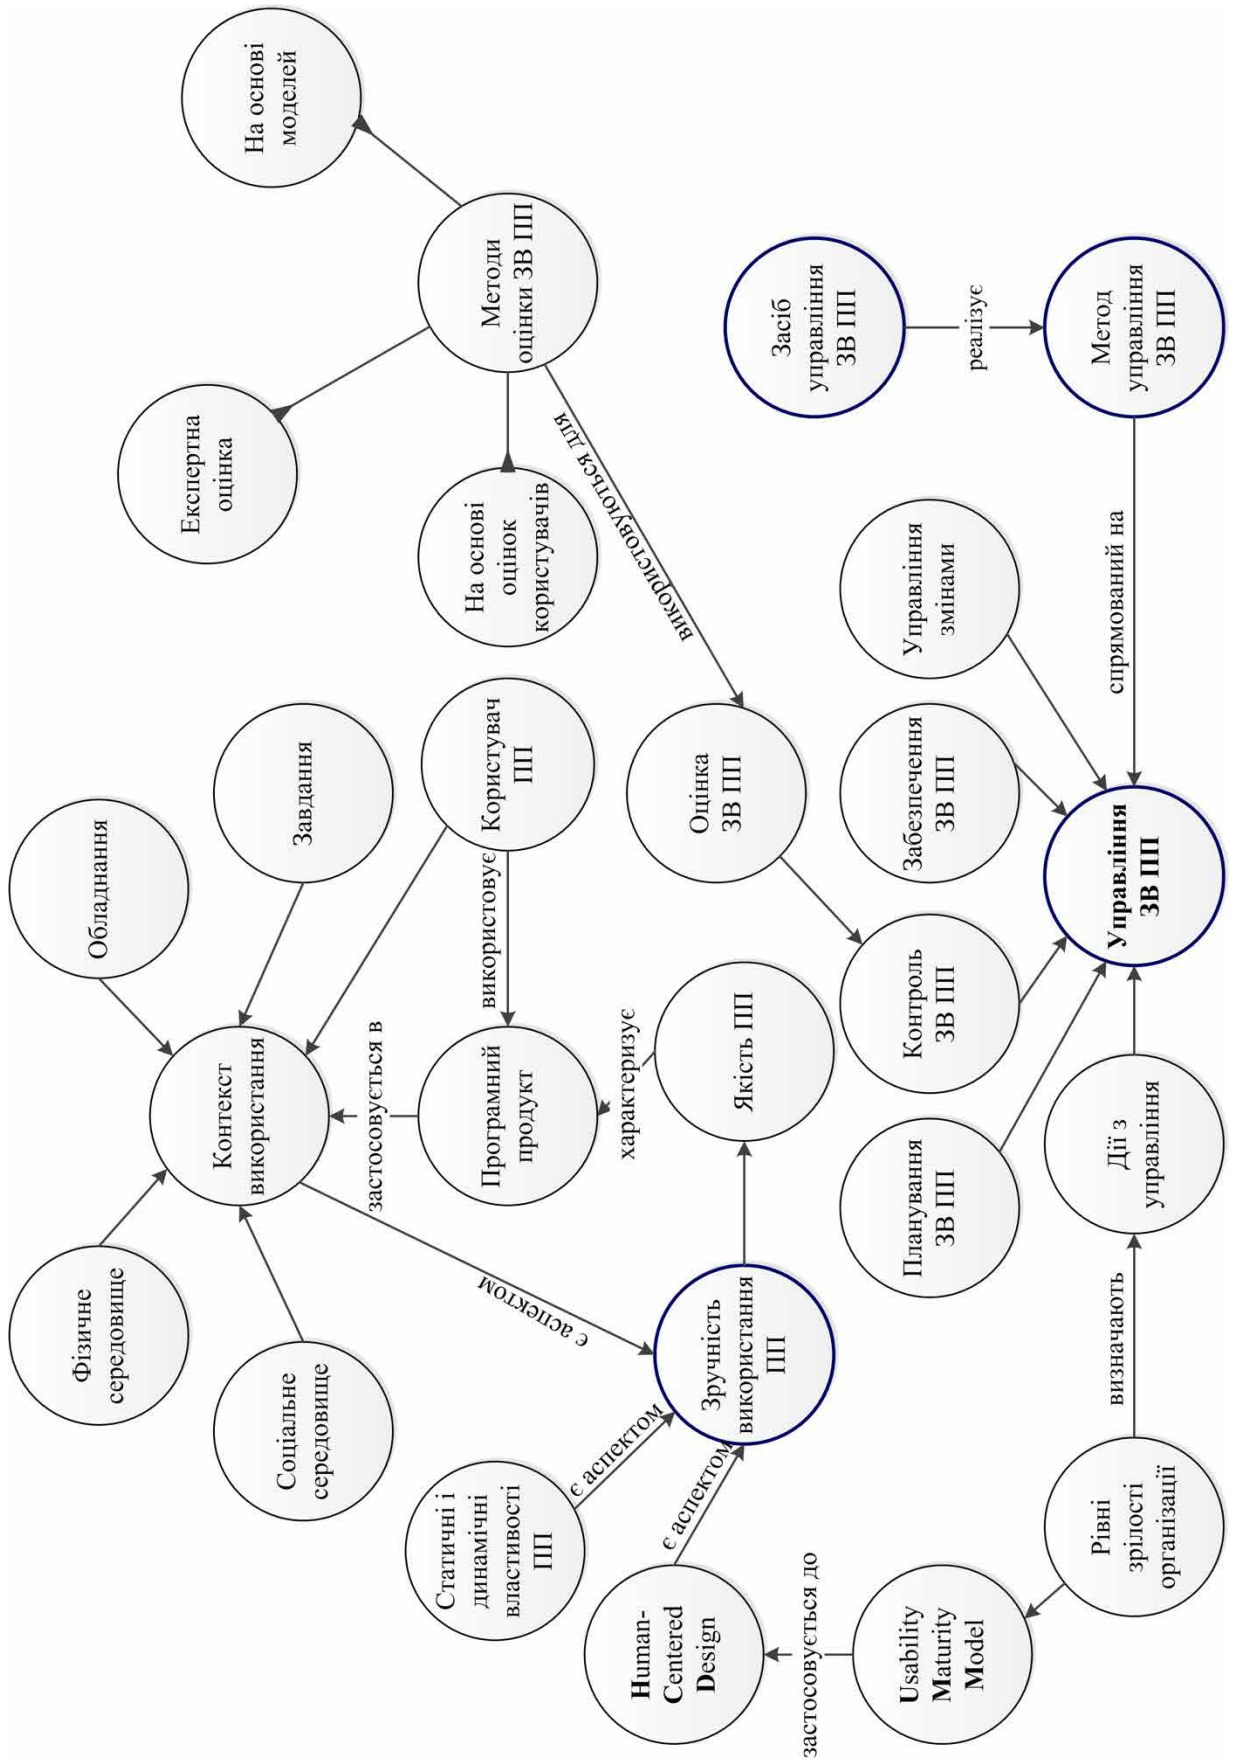 Фізичне
середовище
Обладнання
Соціальне
середовище
Контекст
використання
Завдання
Експертна
оцінка
На основі
моделей
Статичні і
динамічні
властивості
ПП
є аспектом
є аспектом
застосовується в
Програмний
продукт
використовує
Користувач
ПП
На основі
оцінок
користувачів
Методи
оцінки ЗВ ПП
використовуються для
Human-
Centered
Design
є аспектом
Зручність
використання
ПП
характеризує
Якість ПП
Оцінка
ЗВ ПП
застосовується до
Usability
Maturity
Model
Планування
ЗВ ПП
Контроль
ЗВ ПП
Забезпечення
ЗВ ПП
Управління
змінами
Засіб
управління
ЗВ ПП
реалізує
Рівні
зрілості
організації
визначають
Дії з
управління
Управління
ЗВ ПП
спрямований на
Метод
управління
ЗВ ПП